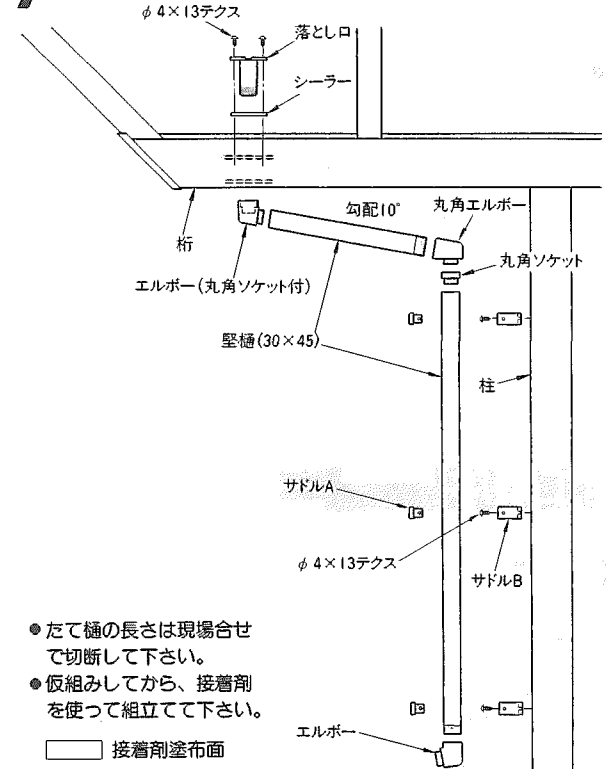 φ4×13テクス
落とし口
シーラー
勾配10°
丸角エルボー
桁
丸角ソケット
エルボー(丸角ソケット付)
竪樋(30×45)
柱
サドルA
φ4×13テクス
サドルB
●たて樋の長さは現場合せ
で切断して下さい。
●仮組みしてから、接着剤
を使って組立てて下さい。
エルボー
接着剤塗布面